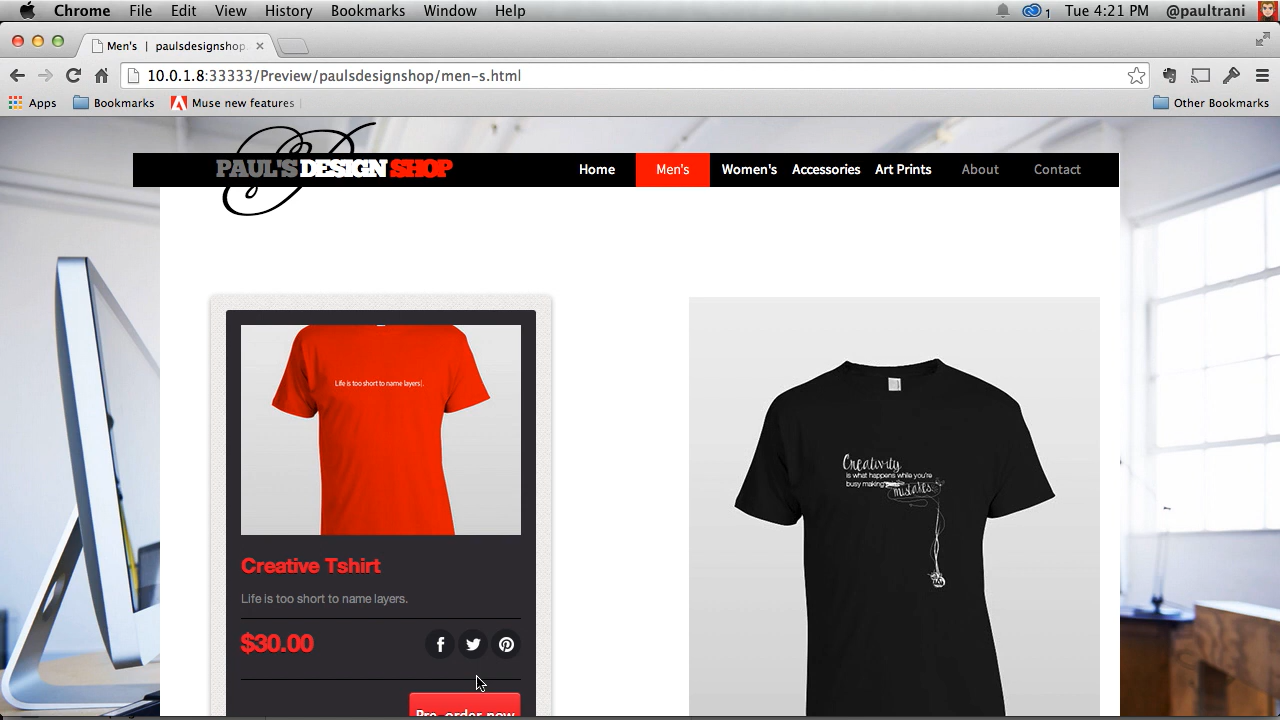 Chrome File Edit View History Bookmarks Window Help 1 Tue 4:21 PM @paultrani
Men's | paulsdesignshop
10.0.1.8:33333/Preview/paulsdesignshop/men-s.html
Apps Bookmarks Muse new features Other Bookmarks
PAUL'S DESIGN SHOP Home Men's Women's Accessories Art Prints About Contact
Life is too short to name layers|.
Creative Tshirt
Life is too short to name layers.
$30.00
Pre-order now
Creativity
is what happens while you're
busy making
mistakes